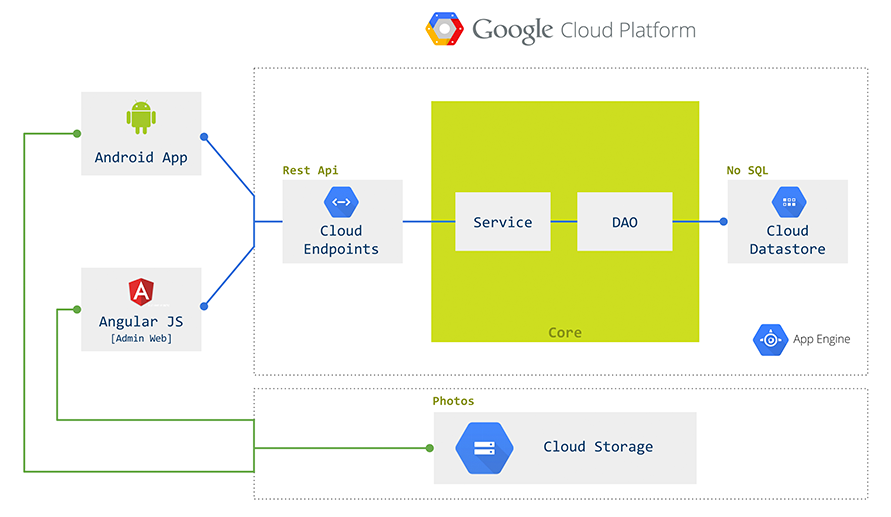 Google Cloud Platform
Android App
Rest Api
Cloud
Endpoints
Service
DAO
No SQL
Cloud
Datastore
Angular JS
[Admin Web]
Core
App Engine
Photos
Cloud Storage